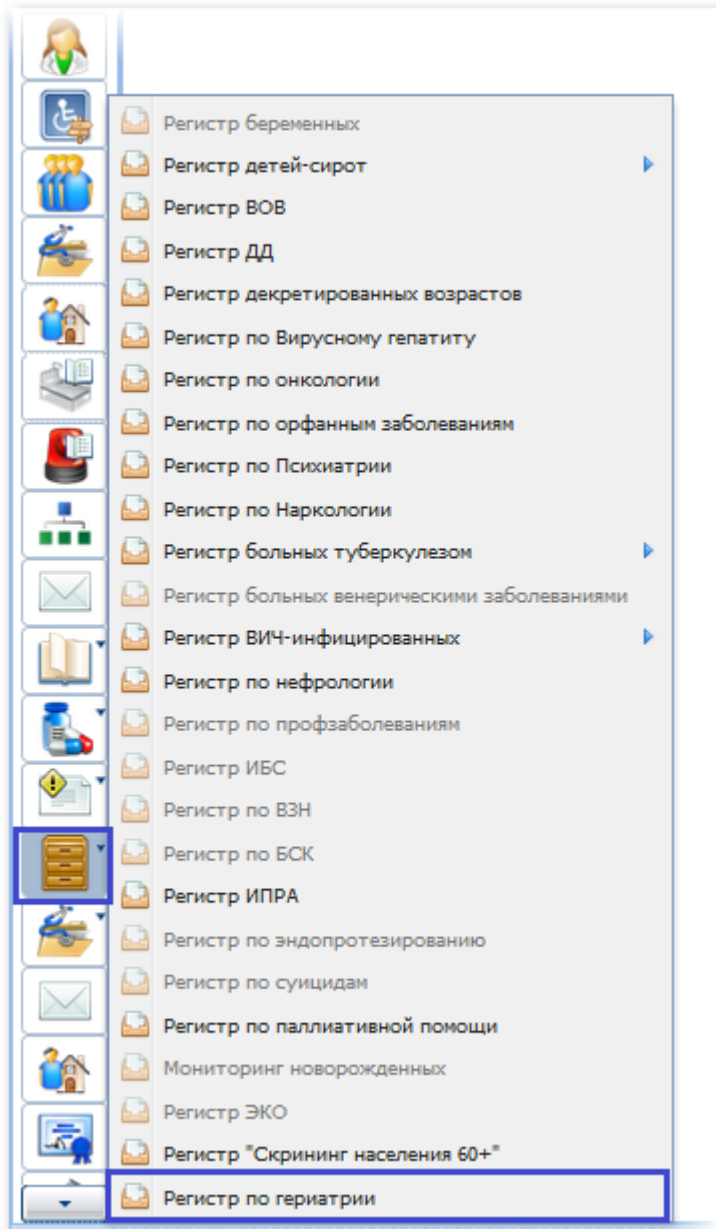 Регистр беременных
Регистр детей-сирот
Регистр ВОВ
Регистр ДД
Регистр декретированных возрастов
Регистр по Вирусному гепатиту
Регистр по онкологии
Регистр по орфанным заболеваниям
Регистр по Психиатрии
Регистр по Наркологии
Регистр больных туберкулезом
Регистр больных венерическими заболеваниями
Регистр ВИЧ-инфицированных
Регистр по нефрологии
Регистр по профзаболеваниям
Регистр ИБС
Регистр по ВЗН
Регистр по БСК
Регистр ИПРА
Регистр по эндопротезированию
Регистр по суицидам
Регистр по паллиативной помощи
Мониторинг новорожденных
Регистр ЭКО
Регистр "Скрининг населения 60+"
Регистр по гериатрии